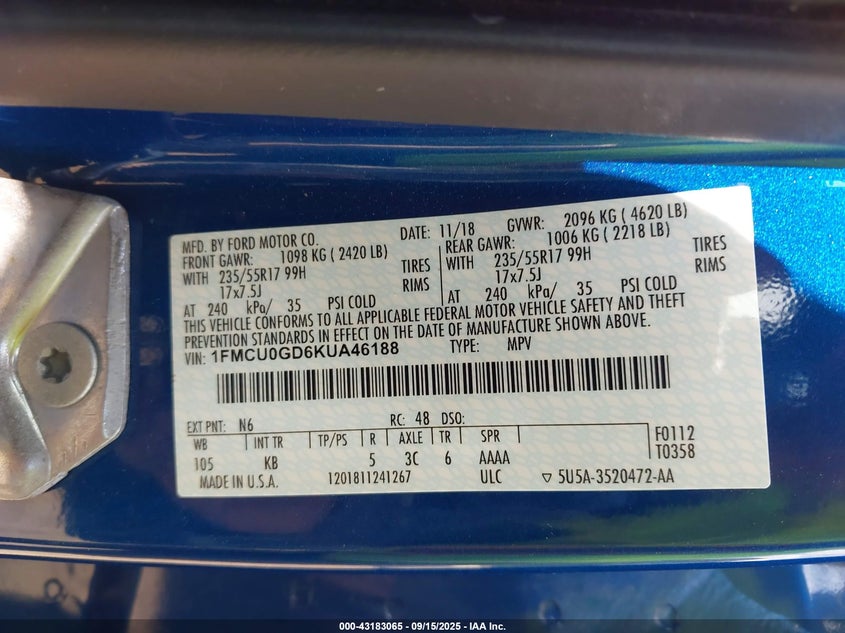 MFD. BY FORD MOTOR CO. DATE: 11/18 GVWR: 2096 KG ( 4620 LB)
FRONT GAWR: 1098 KG ( 2420 LB) REAR GAWR: 1006 KG ( 2218 LB)
WITH 235/55R17 99H TIRES WITH 235/55R17 99H TIRES
17x7.5J RIMS 17x7.5J RIMS
AT 240 kPa/ 35 PSI COLD AT 240 kPa/ 35 PSI COLD
THIS VEHICLE CONFORMS TO ALL APPLICABLE FEDERAL MOTOR VEHICLE SAFETY AND THEFT
PREVENTION STANDARDS IN EFFECT ON THE DATE OF MANUFACTURE SHOWN ABOVE.
VIN: 1FMCU0GD6KUA46188 TYPE: MPV
EXT PNT: N6 RC: 48 DSO:
WB INT TR TP/PS R AXLE TR SPR F0112
105 KB 5 3C 6 AAAA T0358
MADE IN U.S.A. 1201811241267 ULC ▽ 5U5A-3520472-AA
000-43183065 - 09/15/2025 - IAA Inc.